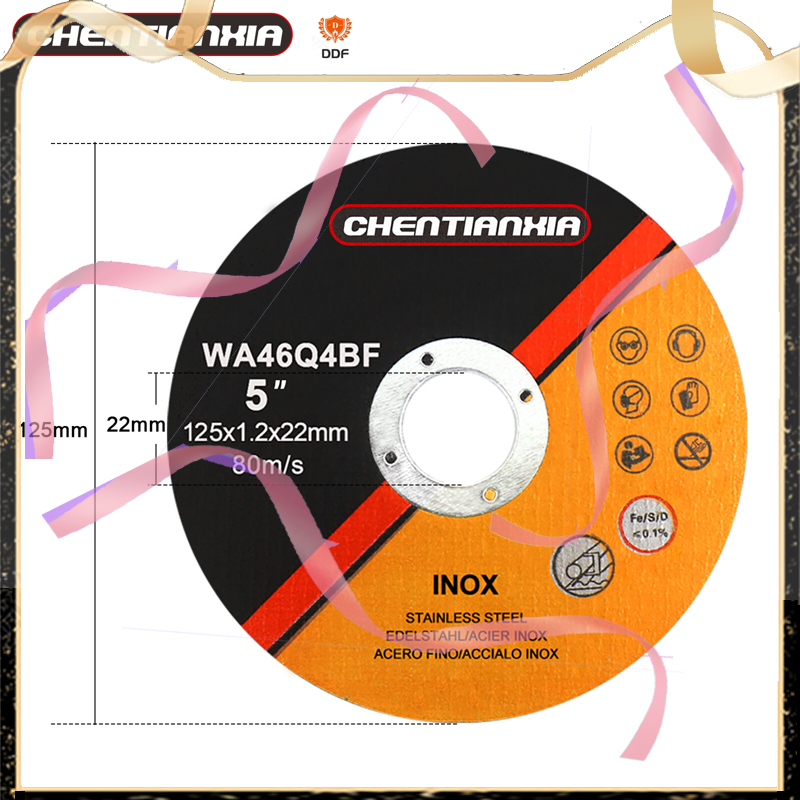 CHENTIANXIA
DDF
CHENTIANXIA
WA46Q4BF
5"
125x1.2x22mm
80m/s
125mm
22mm
Fe/S/D
≤0.1%
INOX
STAINLESS STEEL
EDELSTAHL/ACIER INOX
ACERO FINO/ACCIALO INOX